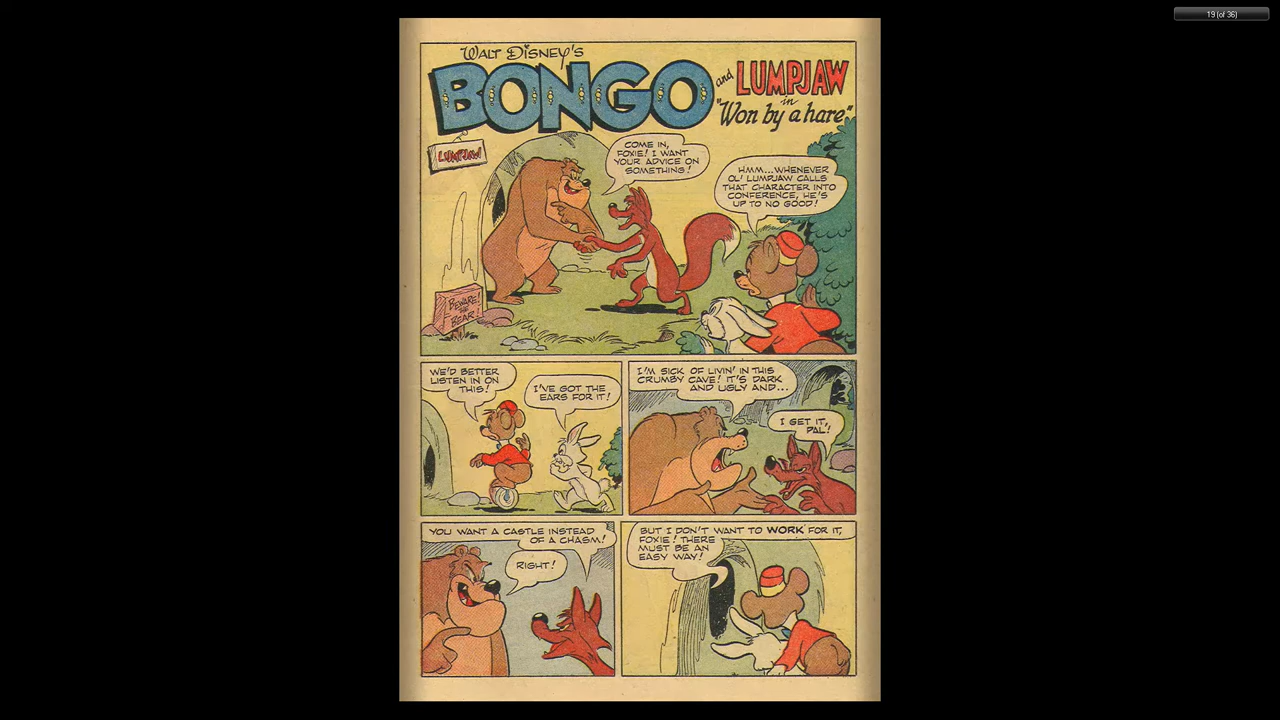 19 (of 36)
WALT DISNEY'S
BONGO
and LUMPJAW
in
"Won by a hare"
LUMPJAW
COME IN,
FOXIE! I WANT
YOUR ADVICE ON
SOMETHING!
HMM...WHENEVER
OL' LUMPJAW CALLS
THAT CHARACTER INTO
CONFERENCE, HE'S
UP TO NO GOOD!
BEWARE!
BEAR!
WE'D BETTER
LISTEN IN ON
THIS!
I'VE GOT THE
EARS FOR IT!
I'M SICK OF LIVIN' IN THIS
CRUMBY CAVE! IT'S DARK
AND UGLY AND...
I GET IT,
PAL!
YOU WANT A CASTLE INSTEAD
OF A CHASM!
RIGHT!
BUT I DON'T WANT TO WORK FOR IT,
FOXIE! THERE
MUST BE AN
EASY WAY!